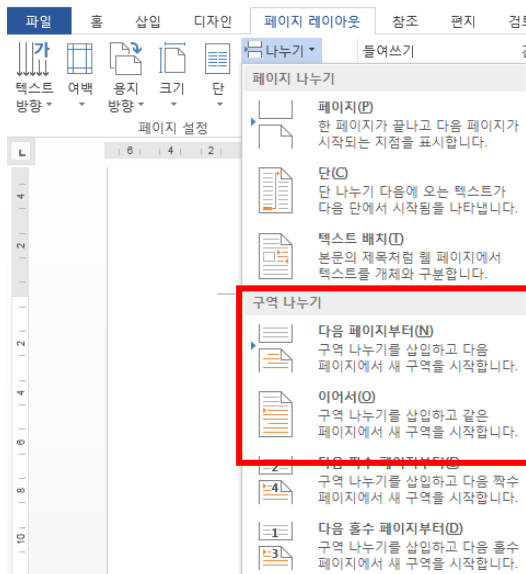 파일 홈 삽입 디자인 페이지 레이아웃 참조 편지
텍스트 방향 여백 용지 방향 크기 단 나누기 들여쓰기
페이지 설정
L 6 4 2
4 2 2 4 6 8 10
페이지 나누기
페이지(P)
한 페이지가 끝나고 다음 페이지가
시작되는 지점을 표시합니다.
단(C)
단 나누기 다음에 오는 텍스트가
다음 단에서 시작됨을 나타냅니다.
텍스트 배치(T)
본문의 제목처럼 웹 페이지에서
텍스트를 개체와 구분합니다.
구역 나누기
다음 페이지부터(N)
구역 나누기를 삽입하고 다음
페이지에서 새 구역을 시작합니다.
이어서(O)
구역 나누기를 삽입하고 같은
페이지에서 새 구역을 시작합니다.
2
4
구역 나누기를 삽입하고 다음 짝수
페이지에서 새 구역을 시작합니다.
1
3
다음 홀수 페이지부터(D)
구역 나누기를 삽입하고 다음 홀수
페이지에서 새 구역을 시작합니다.